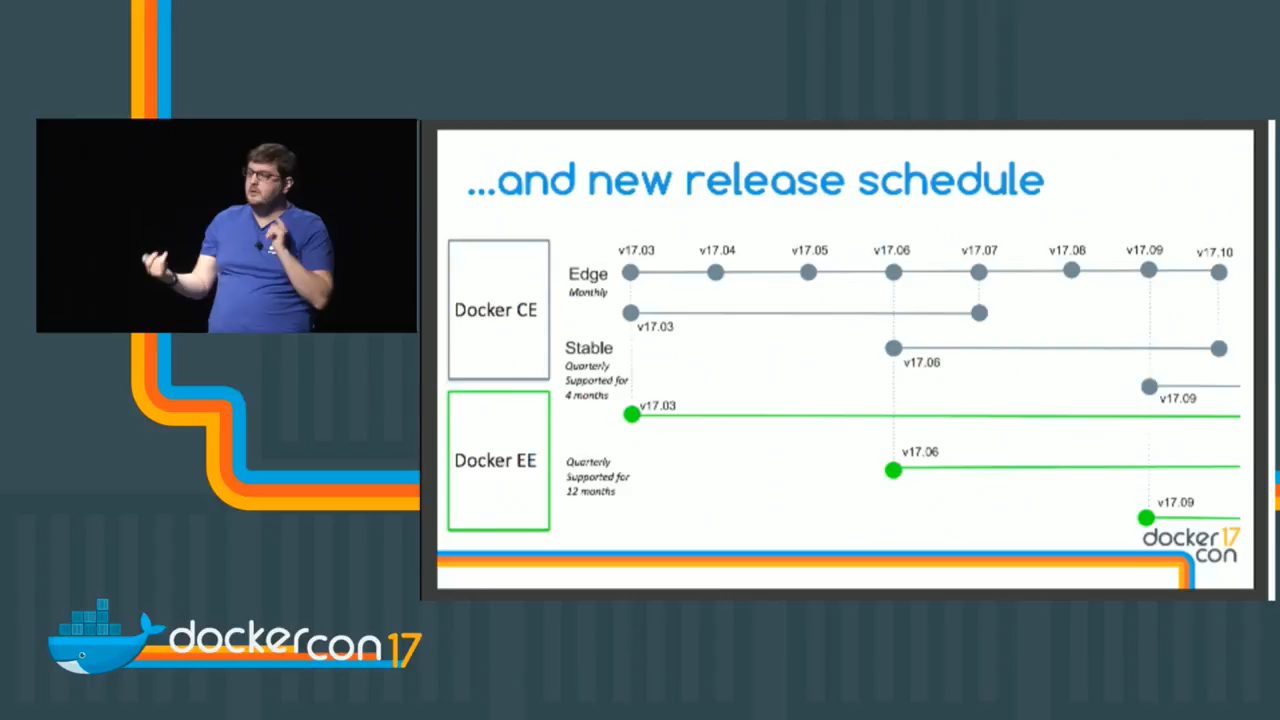 ...and new release schedule
v17.03 v17.04 v17.05 v17.06 v17.07 v17.08 v17.09 v17.10
Edge
Monthly
Docker CE
v17.03
Stable
Quarterly
Supported for
4 months
v17.06
v17.09
v17.03
Docker EE
Quarterly
Supported for
12 months
v17.06
v17.09
docker 17
con
dockercon 17